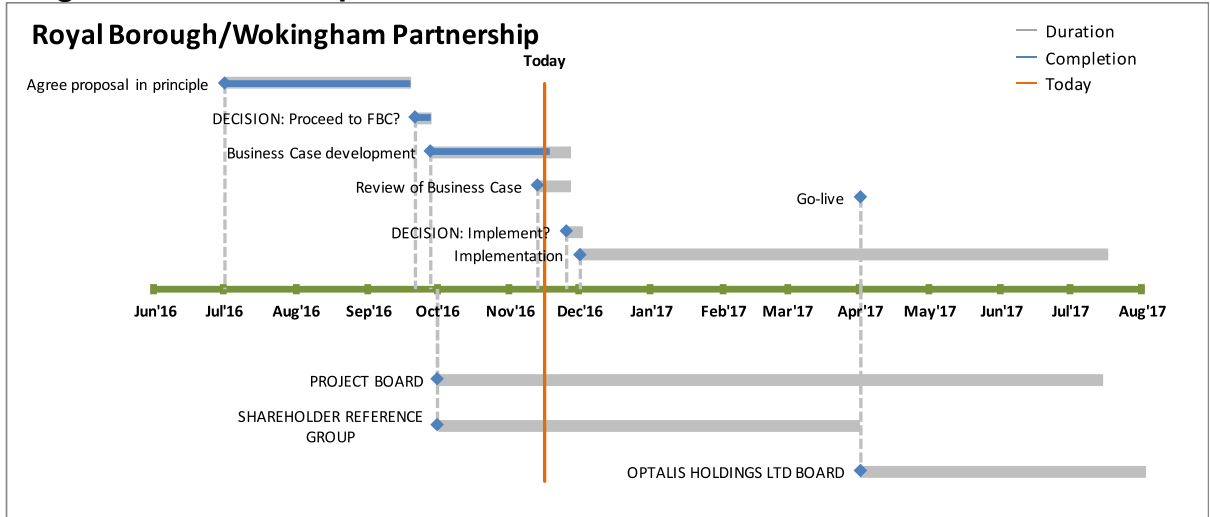 Royal Borough/Wokingham Partnership
Duration
Completion
Today
Today
Agree proposal in principle
DECISION: Proceed to FBC?
Business Case development
Review of Business Case
Go-live
DECISION: Implement?
Implementation
Jun'16 Jul'16 Aug'16 Sep'16 Oct'16 Nov'16 Dec'16 Jan'17 Feb'17 Mar'17 Apr'17 May'17 Jun'17 Jul'17 Aug'17
PROJECT BOARD
SHAREHOLDER REFERENCE
GROUP
OPTALIS HOLDINGS LTD BOARD